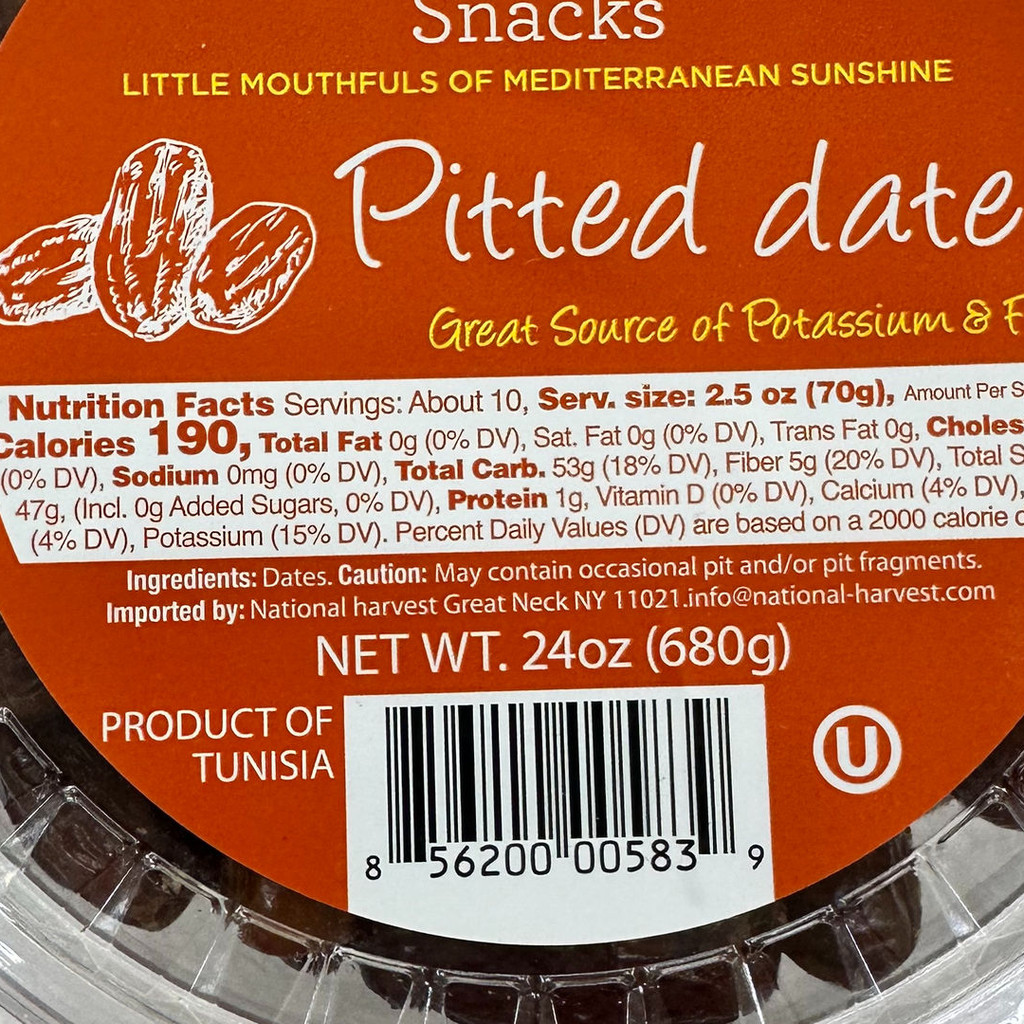 Snacks
LITTLE MOUTHFULS OF MEDITERRANEAN SUNSHINE
Pitted date
Great Source of Potassium & F
Nutrition Facts Servings: About 10, Serv. size: 2.5 oz (70g), Amount Per S
Calories 190, Total Fat 0g (0% DV), Sat. Fat 0g (0% DV), Trans Fat 0g, Choles
(0% DV), Sodium 0mg (0% DV), Total Carb. 53g (18% DV), Fiber 5g (20% DV), Total S
47g, (Incl. 0g Added Sugars, 0% DV), Protein 1g, Vitamin D (0% DV), Calcium (4% DV),
(4% DV), Potassium (15% DV). Percent Daily Values (DV) are based on a 2000 calorie
Ingredients: Dates. Caution: May contain occasional pit and/or pit fragments.
Imported by: National harvest Great Neck NY 11021.info@national-harvest.com
NET WT. 24oz (680g)
PRODUCT OF
TUNISIA
U
8 56200 00583 9